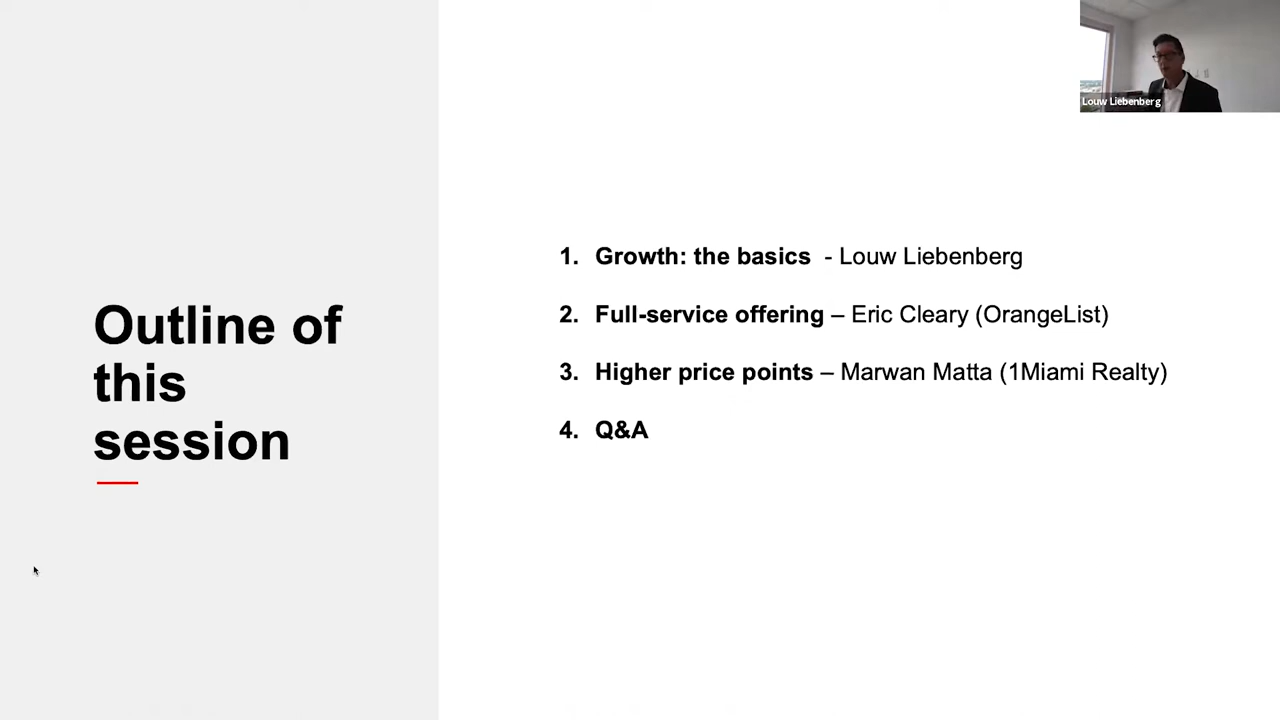 Louw Liebenberg
Outline of
this
session
1. Growth: the basics - Louw Liebenberg
2. Full-service offering – Eric Cleary (OrangeList)
3. Higher price points – Marwan Matta (1Miami Realty)
4. Q&A